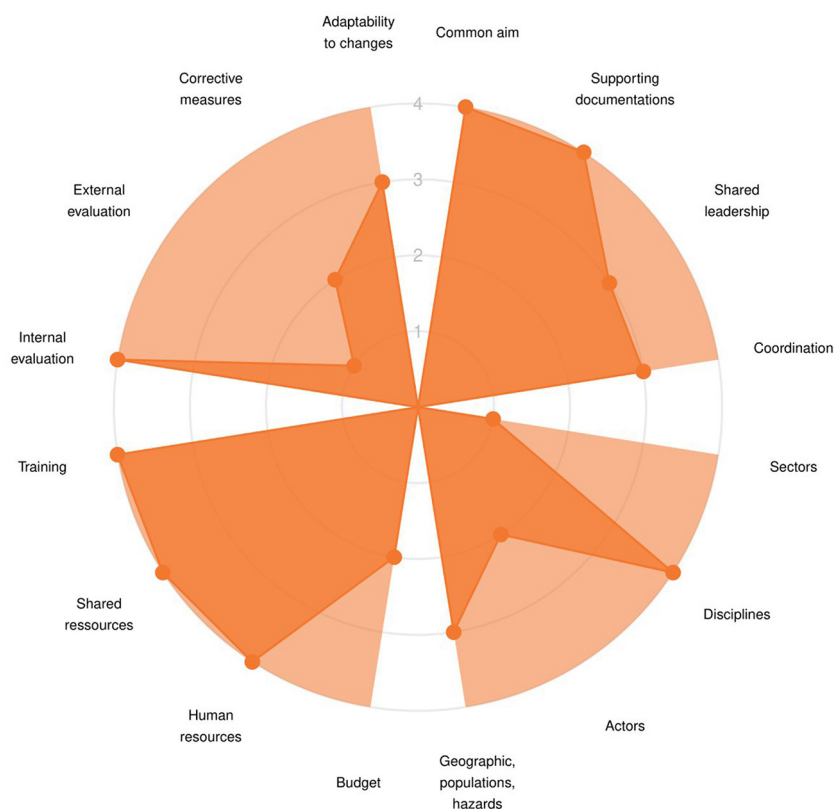 Adaptability
to changes
Common aim
Corrective
measures
Supporting
documentations
4
External
evaluation
3
Shared
leadership
2
1
Internal
evaluation
Coordination
Training
Sectors
Shared
ressources
Disciplines
Human
resources
Actors
Budget
Geographic,
populations,
hazards